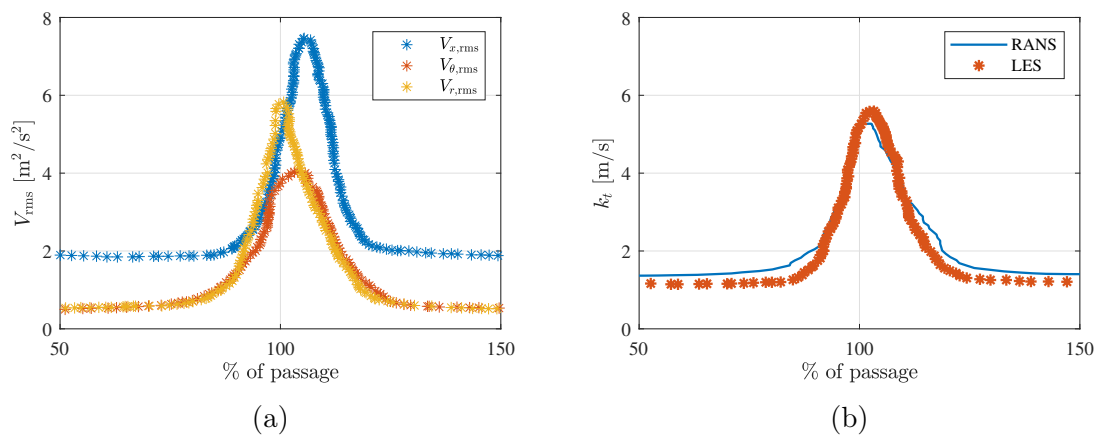 8
6
4
2
0
50
100
150
V_rms [m²/s²]
% of passage
V_x,rms
V_θ,rms
V_r,rms
(a)
8
6
4
2
0
50
100
150
k_t [m/s]
% of passage
RANS
LES
(b)